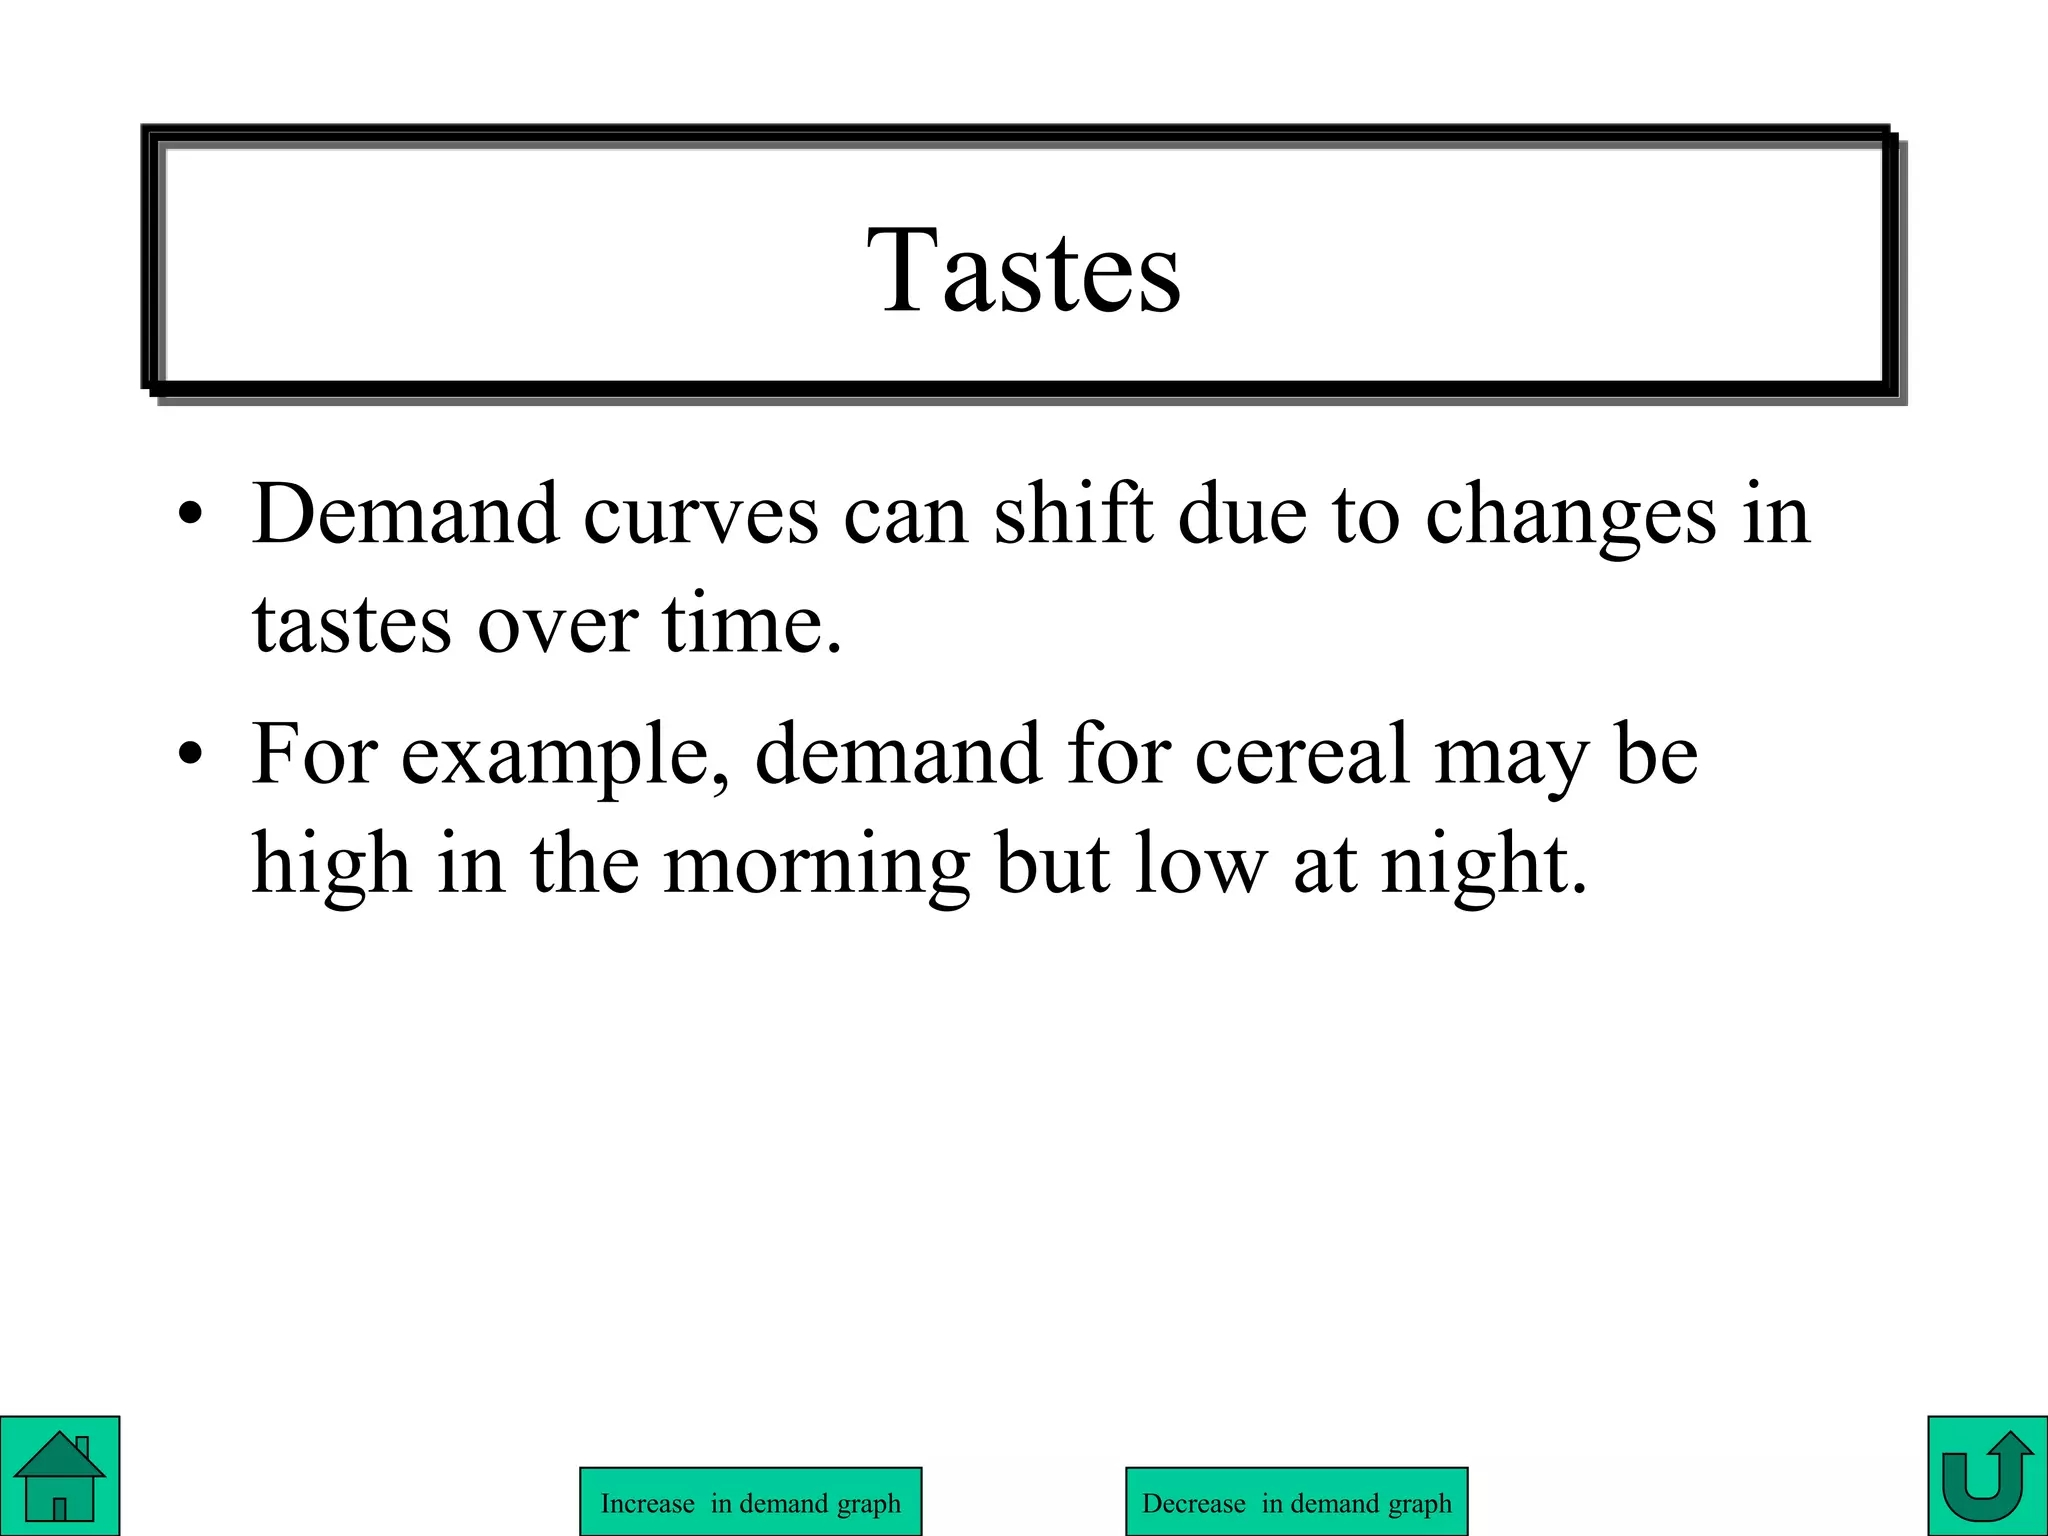 Tastes
• Demand curves can shift due to changes in
tastes over time.
• For example, demand for cereal may be
high in the morning but low at night.
Increase  in demand graph
Decrease  in demand graph